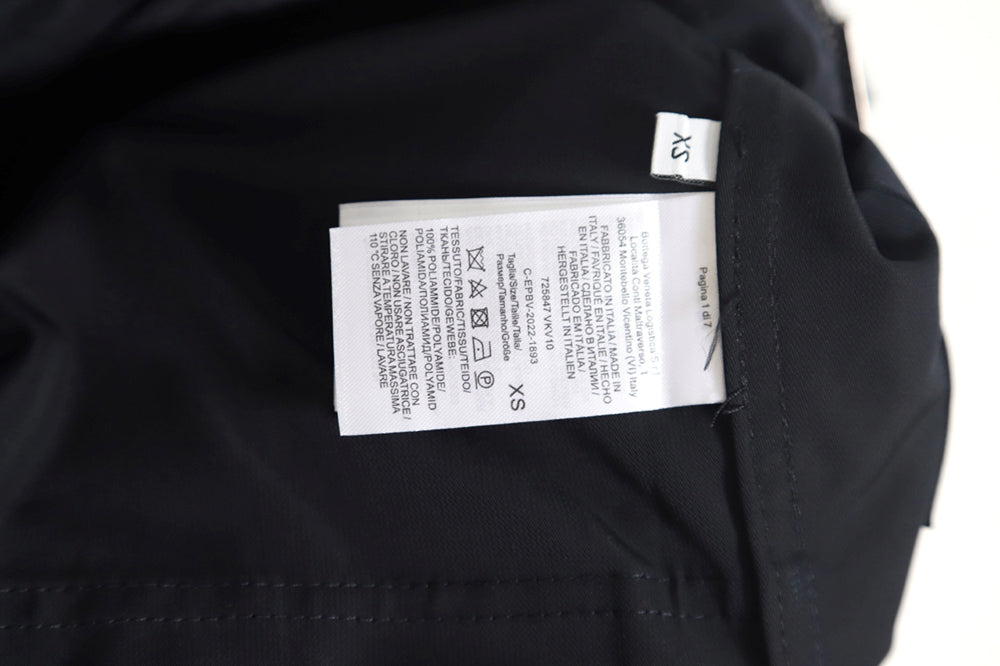 XS
Pagina 1 di 7
Bottega Veneta Logistica S.r.l
Località Conti Maltraverso, 1
36054 Montebello Vicentino (VI) Italy
FABBRICATO IN ITALIA / MADE IN
ITALY / FAVRIQUÉ EN ITALIE / HECHO
EN ITALIA / СДЕЛАНО В ИТАЛИИ/
FABRICADO EM ITÁLIA /
HERGESTELLT IN ITALIEN
725847 VKV10
C-EPBV-2022-1893
Taglia/Size/Taille/Talla/
Размер/Tamanho/Größe
XS
TESSUTO/FABRIC/TISSU/TEJIDO/
ТКАНЬ/TECIDO/GEWEBE:
100% POLIAMMIDE/POLYAMIDE/
POLIAMIDA/ПОЛИАМИД/POLYAMID
NON LAVARE / NON TRATTARE CON
CLORO / NON USARE ASCIUGATRICE /
STIRARE A TEMPERATURA MASSIMA
110 °C SENZA VAPORE / LAVARE